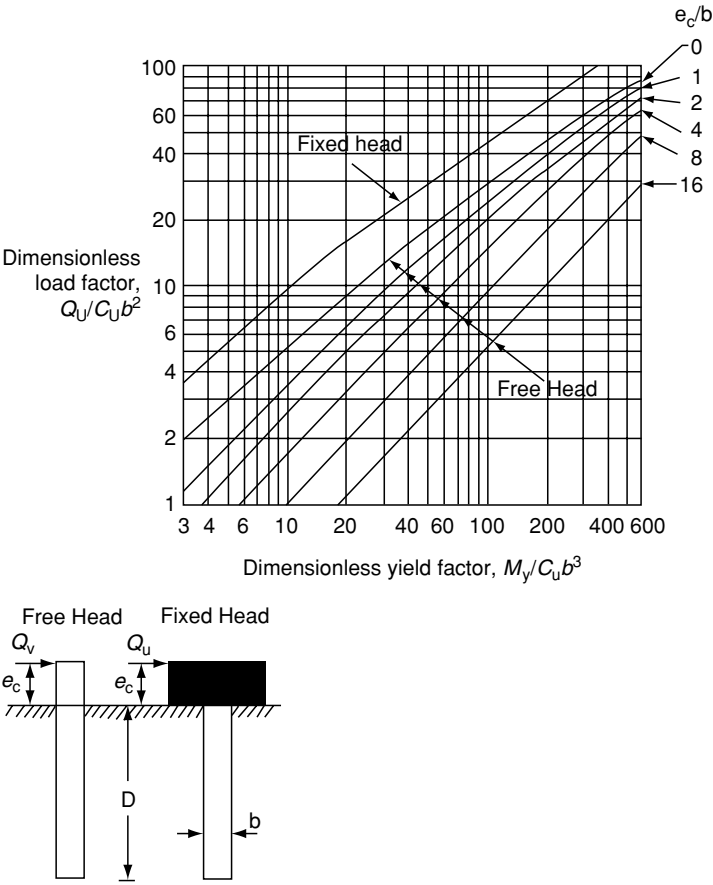 e_c/b
0
1
2
4
8
16
100
60
40
20
10
6
4
2
1
Fixed head
Free Head
Dimensionless
load factor,
Q_U/C_Ub^2
3 4 6 10 20 40 60 100 200 400 600
Dimensionless yield factor, M_y/C_ub^3
Free Head Fixed Head
Q_v Q_u
e_c e_c
D
b